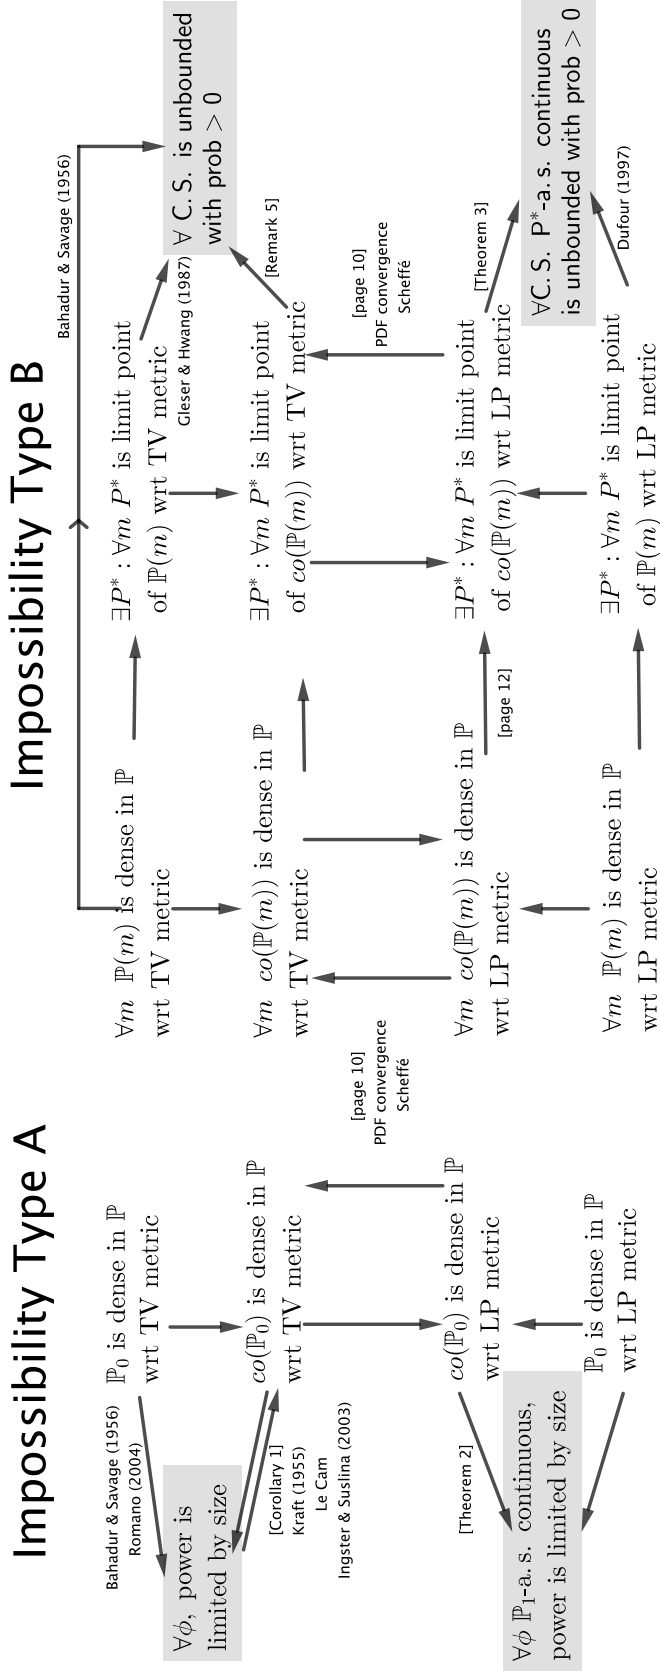 Impossibility Type A
Bahadur & Savage (1956)
Romano (2004)
ℙ₀ is dense in ℙ
wrt TV metric
∀ϕ, power is
limited by size
co(ℙ₀) is dense in ℙ
wrt TV metric
[Corollary 1]
Kraft (1955)
Le Cam
Ingster & Suslina (2003)
[page 10]
PDF convergence
Scheffé
[Theorem 2]
co(ℙ₀) is dense in ℙ
wrt LP metric
∀ϕ ℙ₁-a.s. continuous,
power is limited by size
ℙ₀ is dense in ℙ
wrt LP metric
Impossibility Type B
Bahadur & Savage (1956)
∀m ℙ(m) is dense in ℙ
wrt TV metric
∃P* : ∀m P* is limit point
of ℙ(m) wrt TV metric
Gleser & Hwang (1987)
∀ C.S. is unbounded
with prob > 0
∀m co(ℙ(m)) is dense in ℙ
wrt TV metric
∃P* : ∀m P* is limit point
of co(ℙ(m)) wrt TV metric
[Remark 5]
[page 10]
PDF convergence
Scheffé
∀m co(ℙ(m)) is dense in ℙ
wrt LP metric
[page 12]
∃P* : ∀m P* is limit point
of co(ℙ(m)) wrt LP metric
[Theorem 3]
∀C.S. P*-a.s. continuous
is unbounded with prob > 0
∀m ℙ(m) is dense in ℙ
wrt LP metric
∃P* : ∀m P* is limit point
of ℙ(m) wrt LP metric
Dufour (1997)